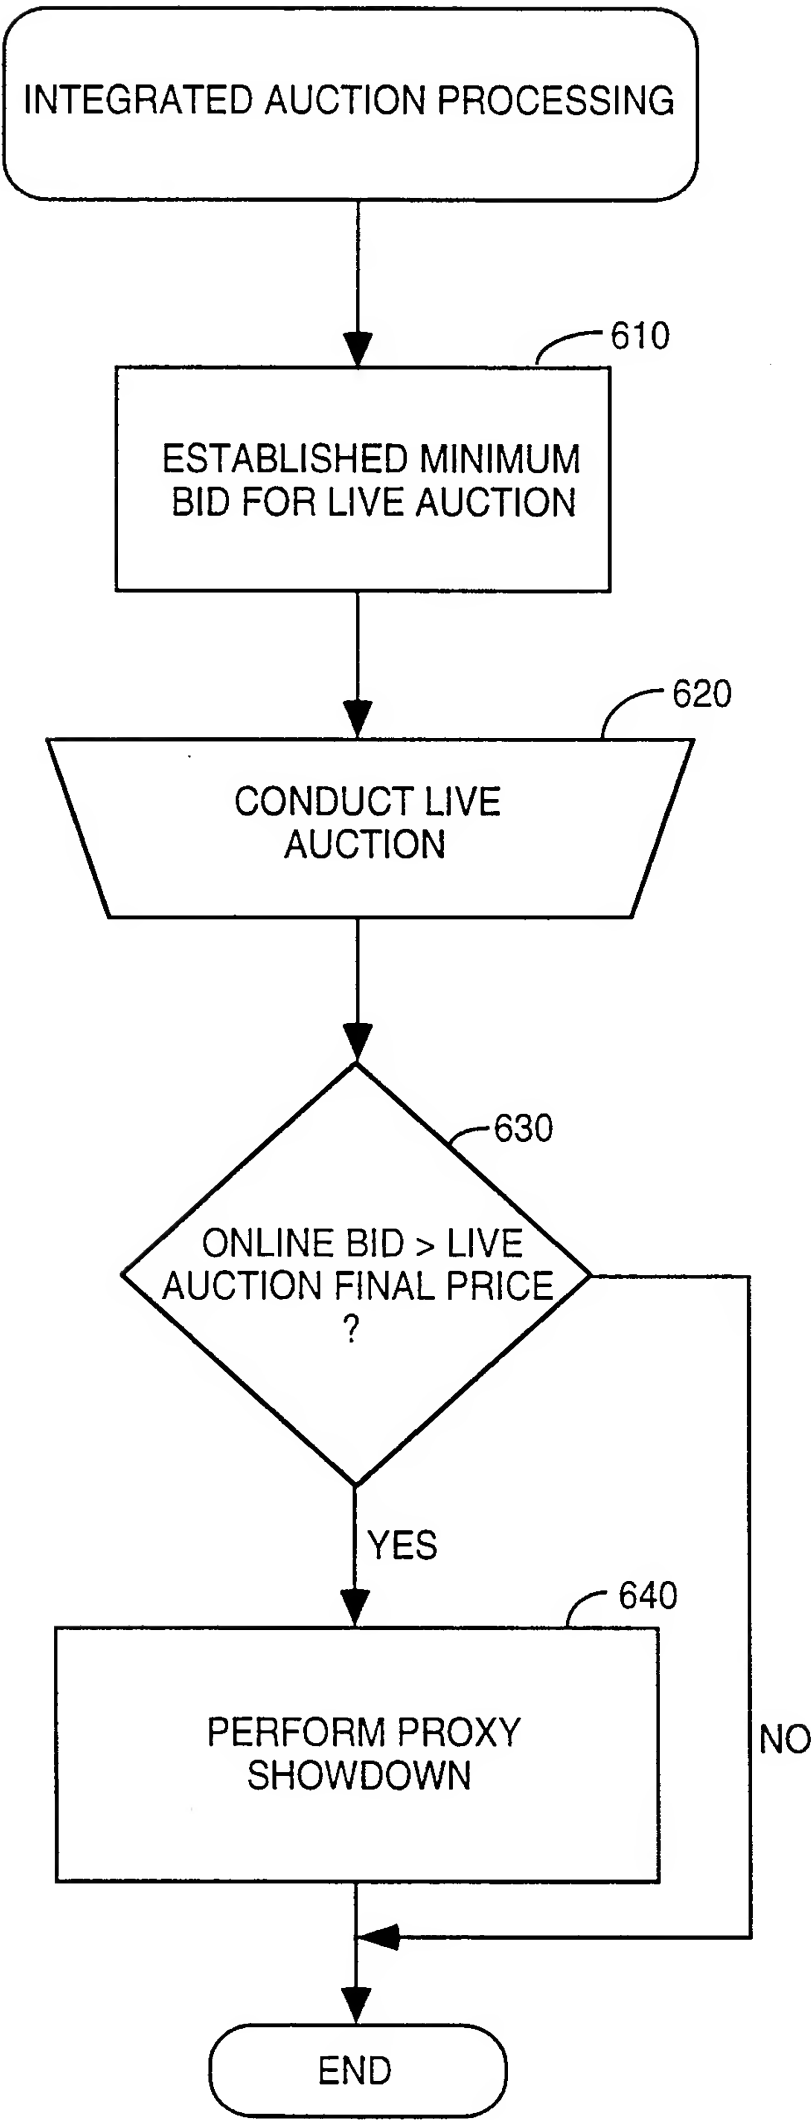 INTEGRATED AUCTION PROCESSING
610
ESTABLISHED MINIMUM
BID FOR LIVE AUCTION
620
CONDUCT LIVE
AUCTION
630
ONLINE BID > LIVE
AUCTION FINAL PRICE
?
YES
640
PERFORM PROXY
SHOWDOWN
NO
END